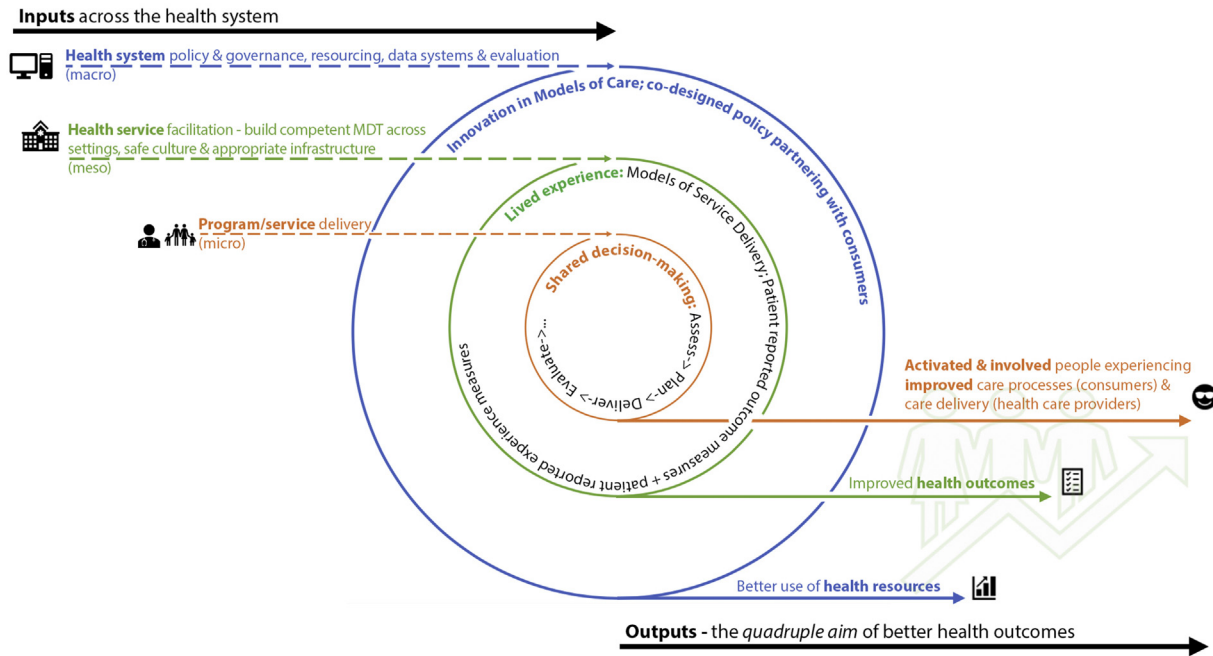 Inputs across the health system
Health system policy & governance, resourcing, data systems & evaluation
(macro)
Health service facilitation - build competent MDT across
settings, safe culture & appropriate infrastructure
(meso)
Program/service delivery
(micro)
Innovation in Models of Care; co-designed policy partnering with consumers
Lived experience: Models of Service Delivery; Patient reported outcome measures + patient reported experience measures
Shared decision-making: Assess-> Plan-> Deliver-> Evaluate->...
Activated & involved people experiencing
improved care processes (consumers) &
care delivery (health care providers)
Improved health outcomes
Better use of health resources
Outputs - the quadruple aim of better health outcomes